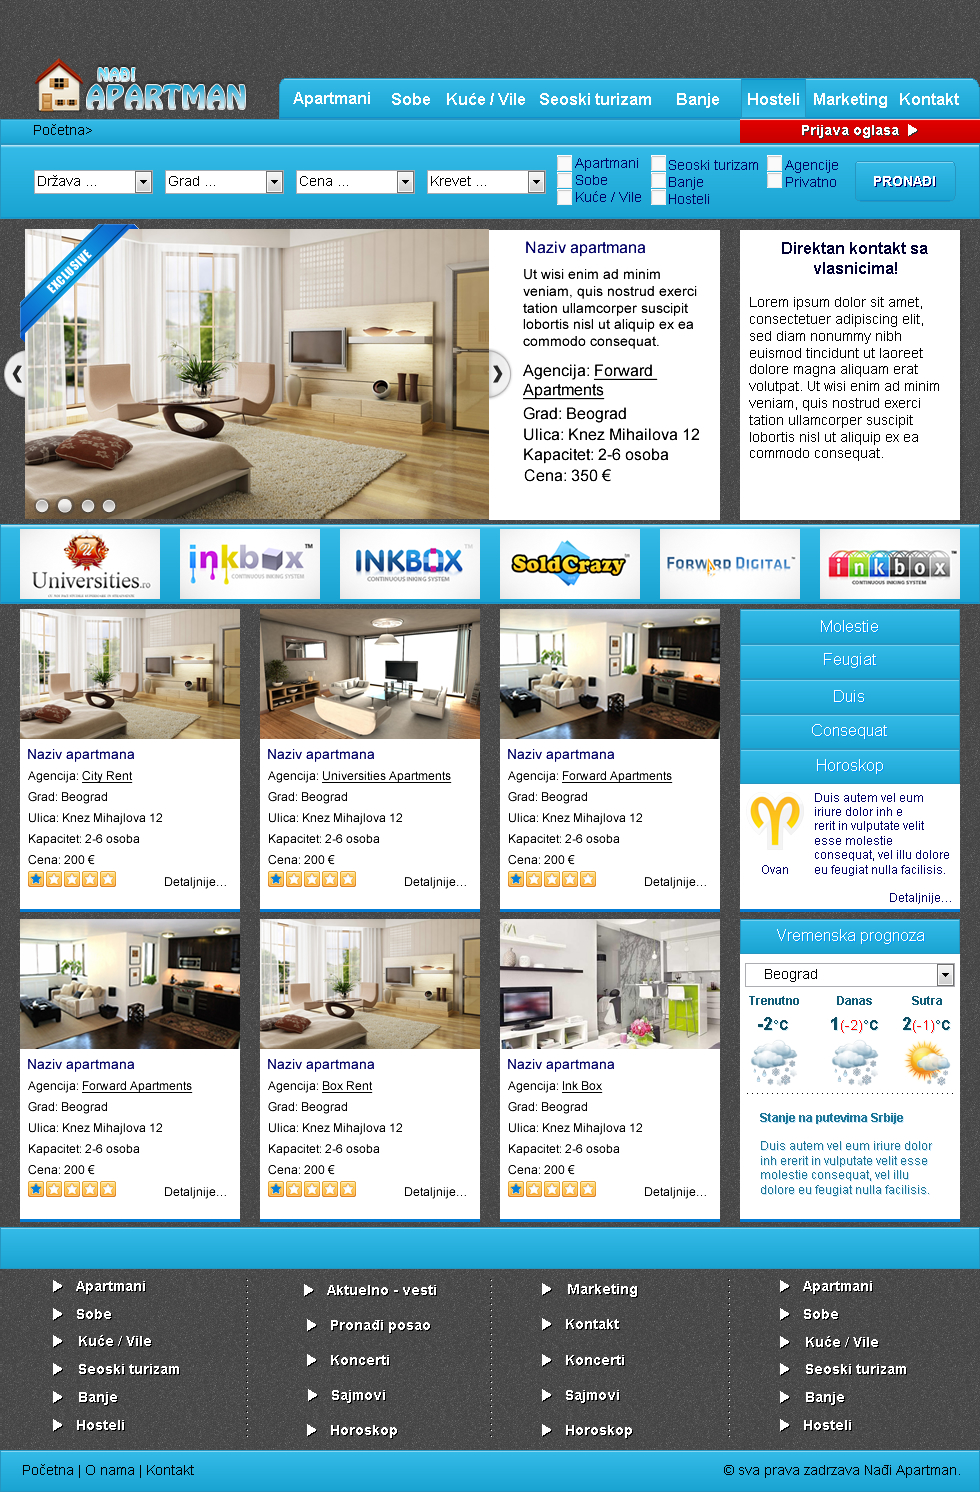 NAĐI
APARTMAN
Apartmani Sobe Kuće / Vile Seoski turizam Banje Hosteli Marketing Kontakt
Početna>
Prijava oglasa
Država ... Grad ... Cena ... Krevet ...
Apartmani
Sobe
Kuće / Vile
Seoski turizam
Banje
Hosteli
Agencije
Privatno
PRONAĐI
EXCLUSIVE
Naziv apartmana
Ut wisi enim ad minim
veniam, quis nostrud exerci
tation ullamcorper suscipit
lobortis nisl ut aliquip ex ea
commodo consequat.
Agencija: Forward
Apartments
Grad: Beograd
Ulica: Knez Mihailova 12
Kapacitet: 2-6 osoba
Cena: 350 €
Direktan kontakt sa
vlasnicima!
Lorem ipsum dolor sit amet,
consectetuer adipiscing elit,
sed diam nonummy nibh
euismod tincidunt ut laoreet
dolore magna aliquam erat
volutpat. Ut wisi enim ad minim
veniam, quis nostrud exerci
tation ullamcorper suscipit
lobortis nisl ut aliquip ex ea
commodo consequat.
Universities.ro
inkbox™
CONTINUOUS INKING SYSTEM
INKBOX™
CONTINUOUS INKING SYSTEM
SoldCrazy™
FORWARD DIGITAL™
inkbox™
CONTINUOUS INKING SYSTEM
Naziv apartmana
Agencija: City Rent
Grad: Beograd
Ulica: Knez Mihajlova 12
Kapacitet: 2-6 osoba
Cena: 200 €
Detaljnije...
Naziv apartmana
Agencija: Universities Apartments
Grad: Beograd
Ulica: Knez Mihajlova 12
Kapacitet: 2-6 osoba
Cena: 200 €
Detaljnije...
Naziv apartmana
Agencija: Forward Apartments
Grad: Beograd
Ulica: Knez Mihajlova 12
Kapacitet: 2-6 osoba
Cena: 200 €
Detaljnije...
Molestie
Feugiat
Duis
Consequat
Horoskop
Duis autem vel eum
iriure dolor inh e
rerit in vulputate velit
esse molestie
consequat, vel illu dolore
eu feugiat nulla facilisis.
Ovan
Detaljnije...
Naziv apartmana
Agencija: Forward Apartments
Grad: Beograd
Ulica: Knez Mihajlova 12
Kapacitet: 2-6 osoba
Cena: 200 €
Detaljnije...
Naziv apartmana
Agencija: Box Rent
Grad: Beograd
Ulica: Knez Mihajlova 12
Kapacitet: 2-6 osoba
Cena: 200 €
Detaljnije...
Naziv apartmana
Agencija: Ink Box
Grad: Beograd
Ulica: Knez Mihajlova 12
Kapacitet: 2-6 osoba
Cena: 200 €
Detaljnije...
Vremenska prognoza
Beograd
Trenutno Danas Sutra
-2°C 1(-2)°C 2(-1)°C
Stanje na putevima Srbije
Duis autem vel eum iriure dolor
inh ererit in vulputate velit esse
molestie consequat, vel illu
dolore eu feugiat nulla facilisis.
Apartmani
Sobe
Kuće / Vile
Seoski turizam
Banje
Hosteli
Aktuelno - vesti
Pronađi posao
Koncerti
Sajmovi
Horoskop
Marketing
Kontakt
Koncerti
Sajmovi
Horoskop
Apartmani
Sobe
Kuće / Vile
Seoski turizam
Banje
Hosteli
Početna | O nama | Kontakt
© sva prava zadrzava Nađi Apartman.